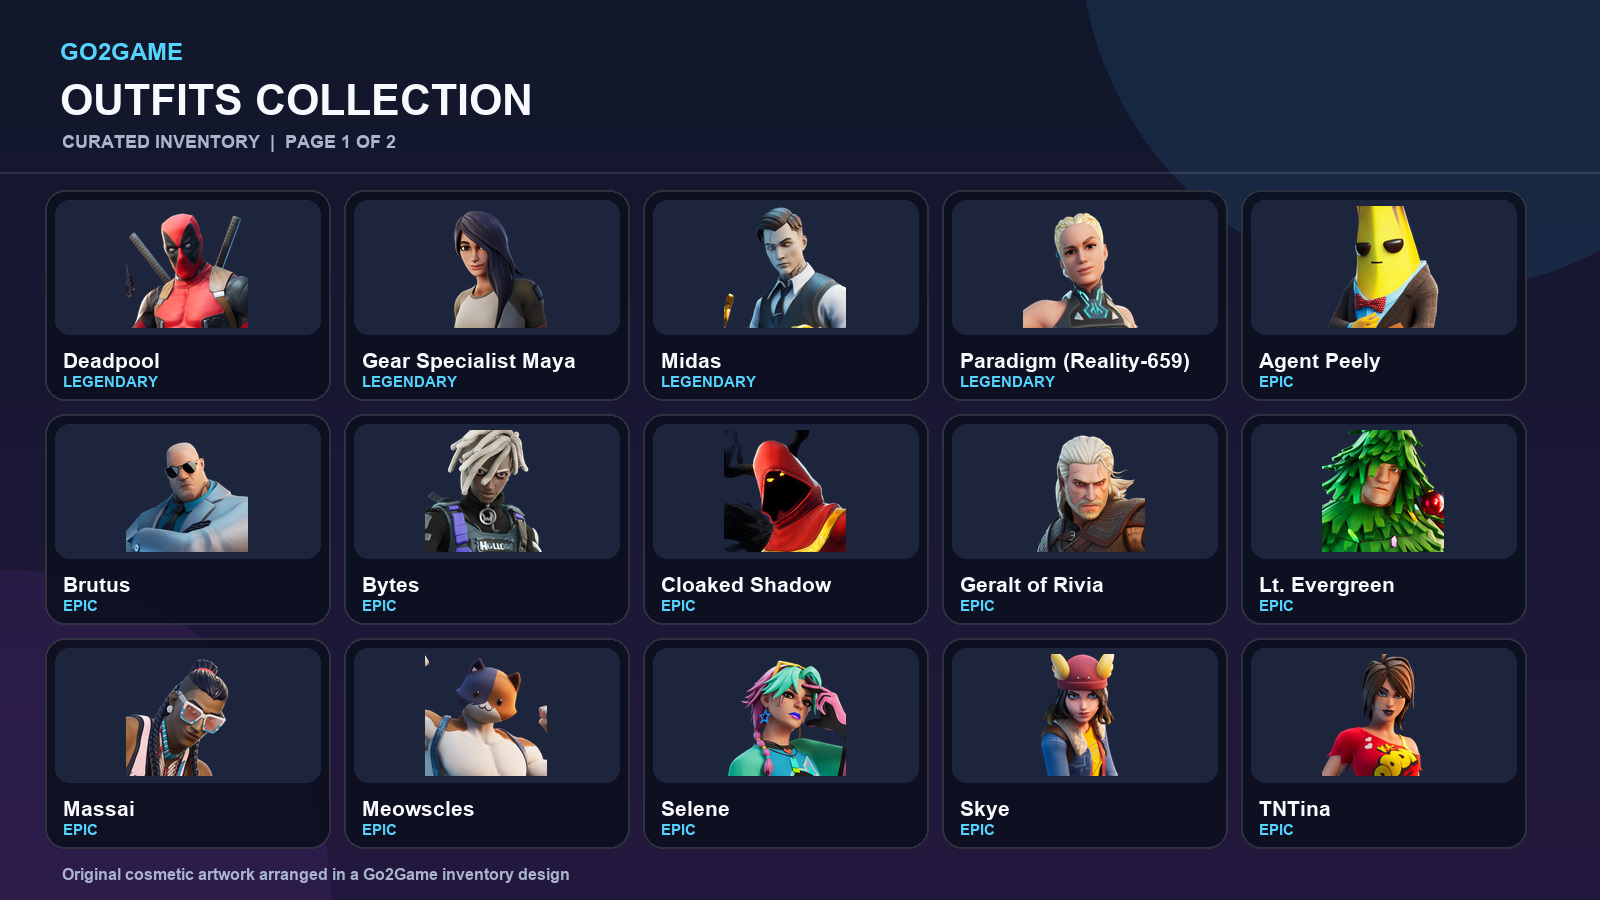 GO2GAME
OUTFITS COLLECTION
CURATED INVENTORY | PAGE 1 OF 2
Deadpool
LEGENDARY
Gear Specialist Maya
LEGENDARY
Midas
LEGENDARY
Paradigm (Reality-659)
LEGENDARY
Agent Peely
EPIC
Brutus
EPIC
Bytes
EPIC
Cloaked Shadow
EPIC
Geralt of Rivia
EPIC
Lt. Evergreen
EPIC
Massai
EPIC
Meowscles
EPIC
Selene
EPIC
Skye
EPIC
TNTina
EPIC
Original cosmetic artwork arranged in a Go2Game inventory design